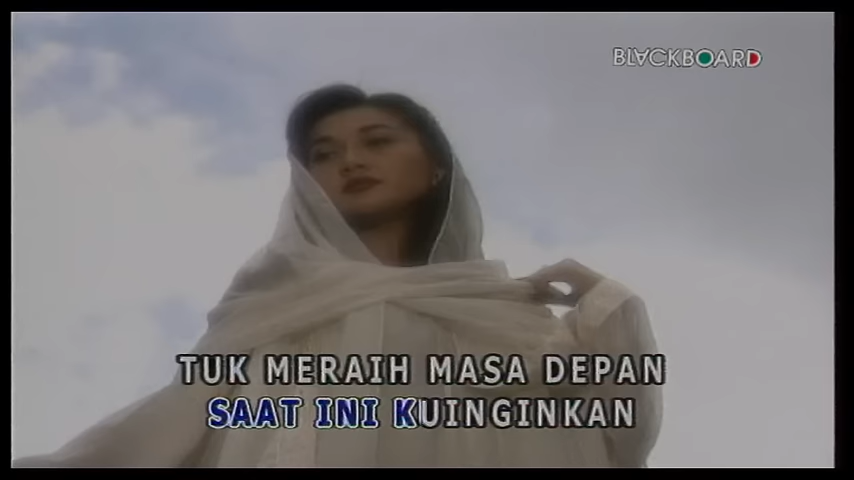 BLACKBOARD
TUK MERAIH MASA DEPAN
SAAT INI KUINGINKAN